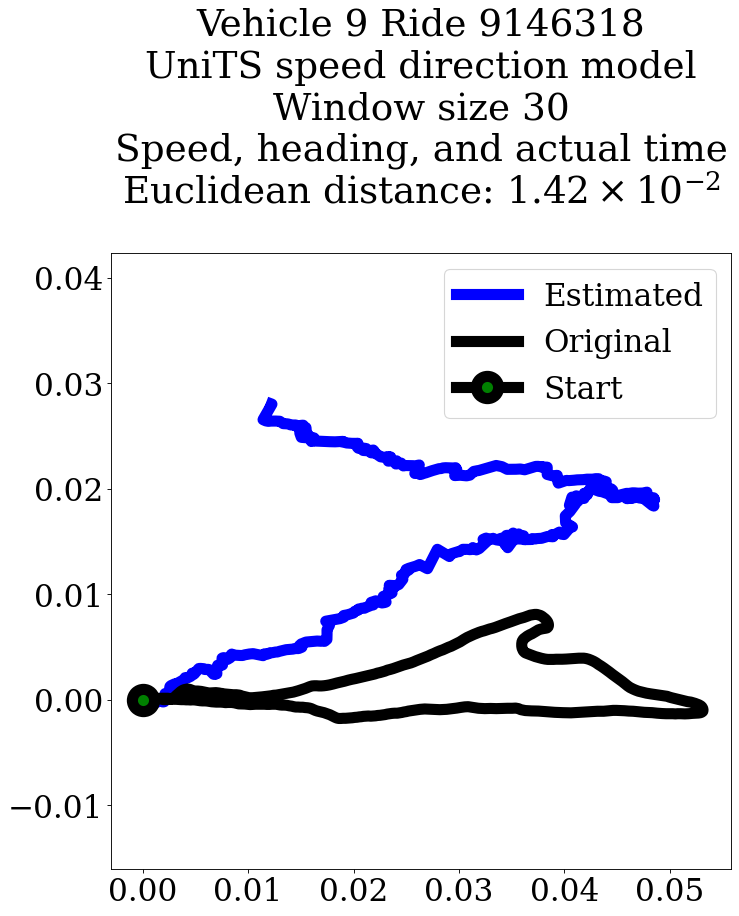 Vehicle 9 Ride 9146318
UniTS speed direction model
Window size 30
Speed, heading, and actual time
Euclidean distance: 1.42 × 10⁻²
Estimated
Original
Start
0.04
0.03
0.02
0.01
0.00
−0.01
0.00 0.01 0.02 0.03 0.04 0.05